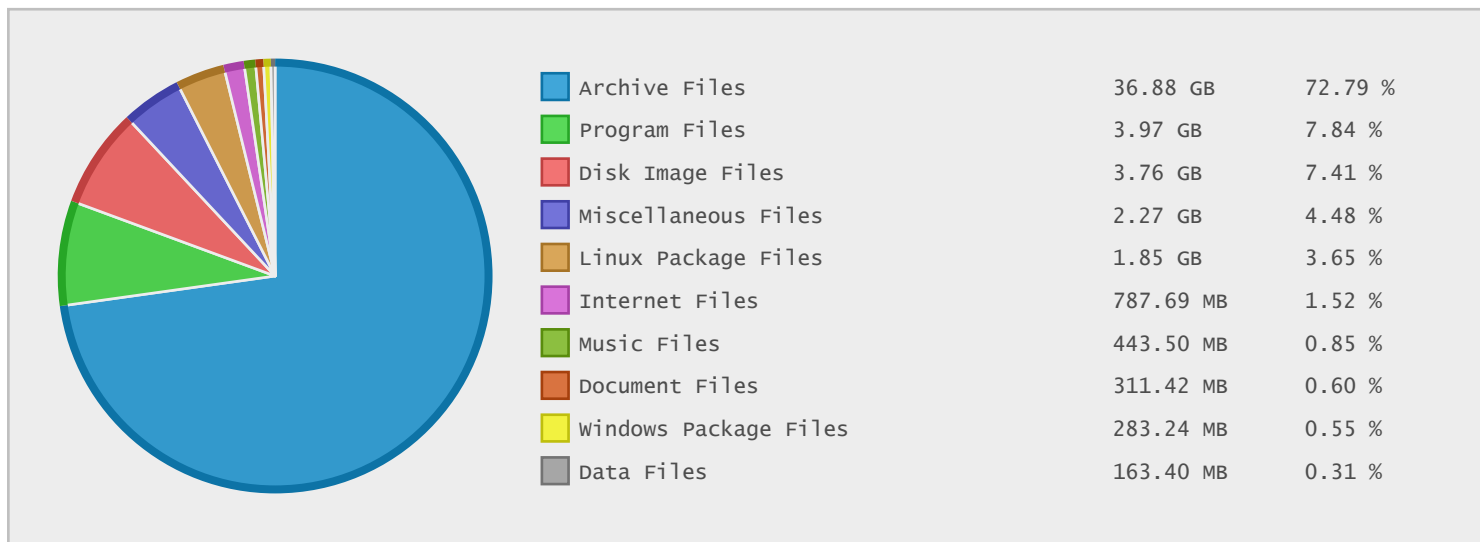 Archive Files 36.88 GB 72.79 %
Program Files 3.97 GB 7.84 %
Disk Image Files 3.76 GB 7.41 %
Miscellaneous Files 2.27 GB 4.48 %
Linux Package Files 1.85 GB 3.65 %
Internet Files 787.69 MB 1.52 %
Music Files 443.50 MB 0.85 %
Document Files 311.42 MB 0.60 %
Windows Package Files 283.24 MB 0.55 %
Data Files 163.40 MB 0.31 %